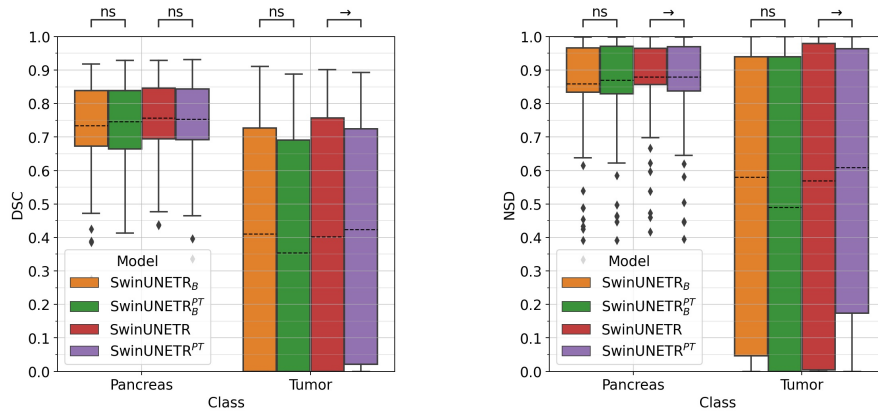 ns ns ns →
1.0
0.9
0.8
0.7
0.6
0.5
0.4
0.3
0.2
0.1
0.0
DSC
Model
SwinUNETR_B
SwinUNETR_B^PT
SwinUNETR
SwinUNETR^PT
Pancreas Tumor
Class
ns → ns →
1.0
0.9
0.8
0.7
0.6
0.5
0.4
0.3
0.2
0.1
0.0
NSD
Model
SwinUNETR_B
SwinUNETR_B^PT
SwinUNETR
SwinUNETR^PT
Pancreas Tumor
Class